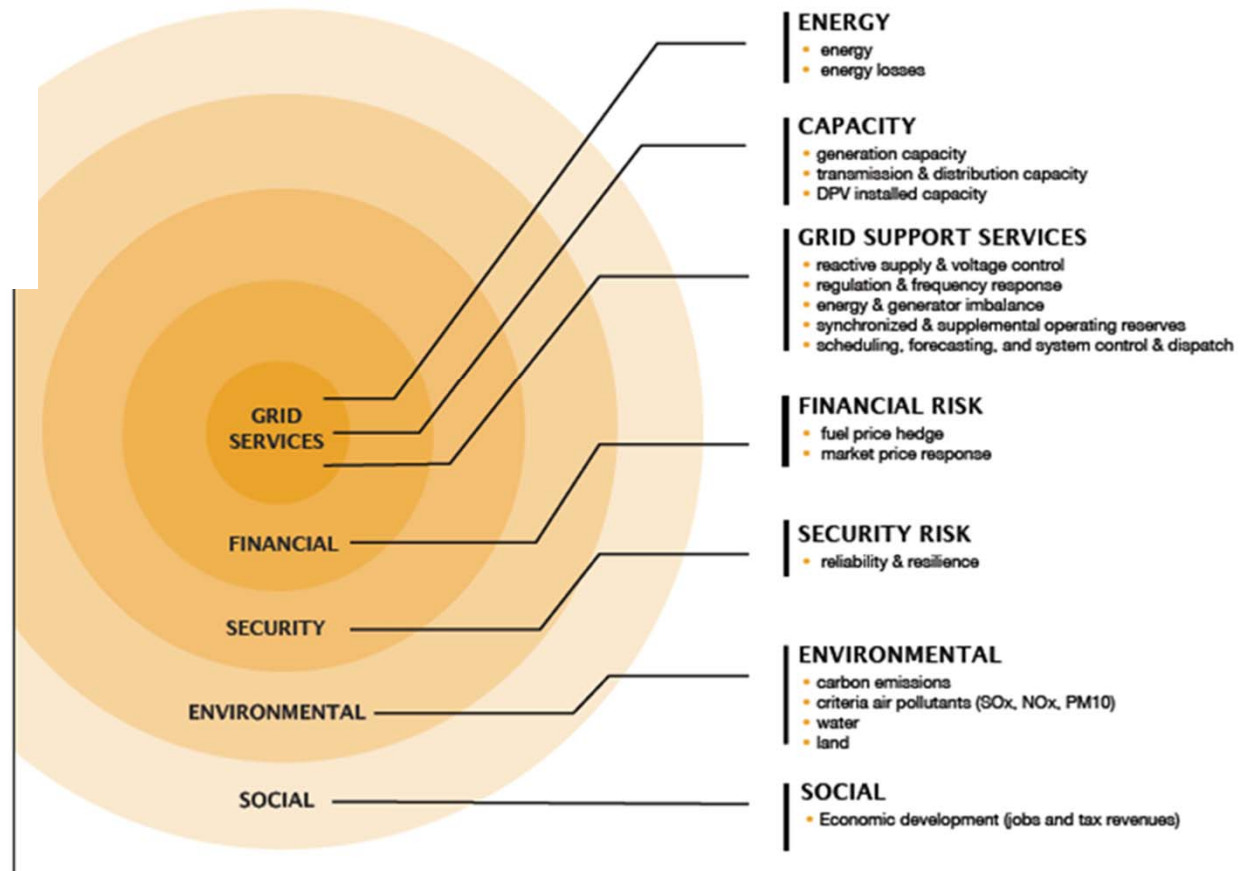 GRID
SERVICES
FINANCIAL
SECURITY
ENVIRONMENTAL
SOCIAL
ENERGY
• energy
• energy losses
CAPACITY
• generation capacity
• transmission & distribution capacity
• DPV installed capacity
GRID SUPPORT SERVICES
• reactive supply & voltage control
• regulation & frequency response
• energy & generator imbalance
• synchronized & supplemental operating reserves
• scheduling, forecasting, and system control & dispatch
FINANCIAL RISK
• fuel price hedge
• market price response
SECURITY RISK
• reliability & resilience
ENVIRONMENTAL
• carbon emissions
• criteria air pollutants (SOx, NOx, PM10)
• water
• land
SOCIAL
• Economic development (jobs and tax revenues)